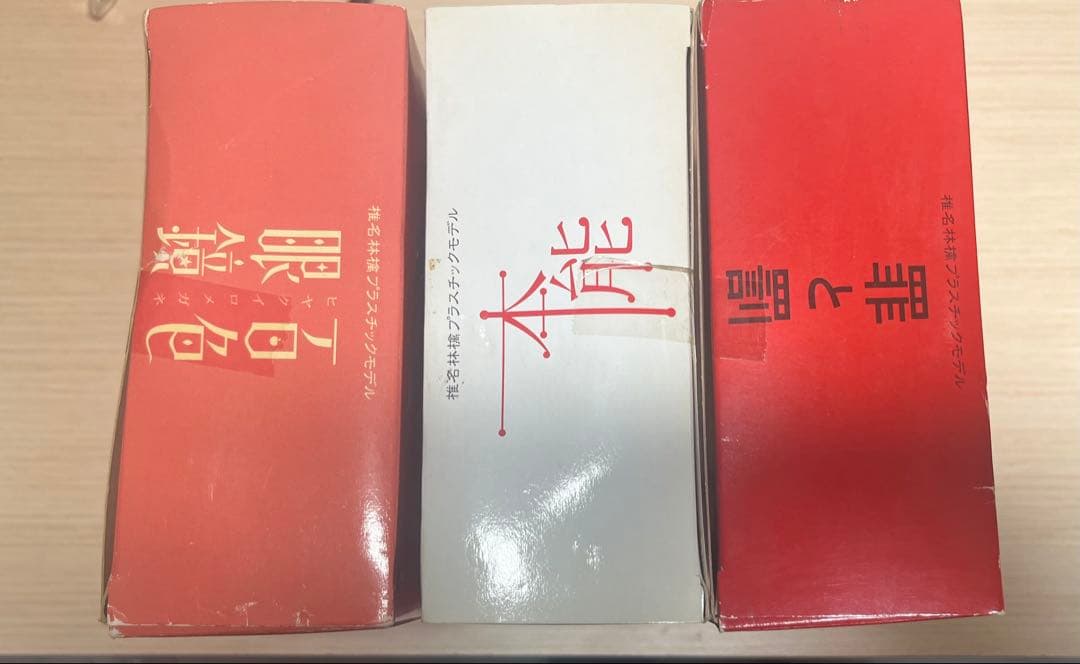 椎名林檎プラスチックモデル
百色
眼鏡
ヒャクイロメガネ
椎名林檎プラスチックモデル
本能
椎名林檎プラスチックモデル
罪
と
罰